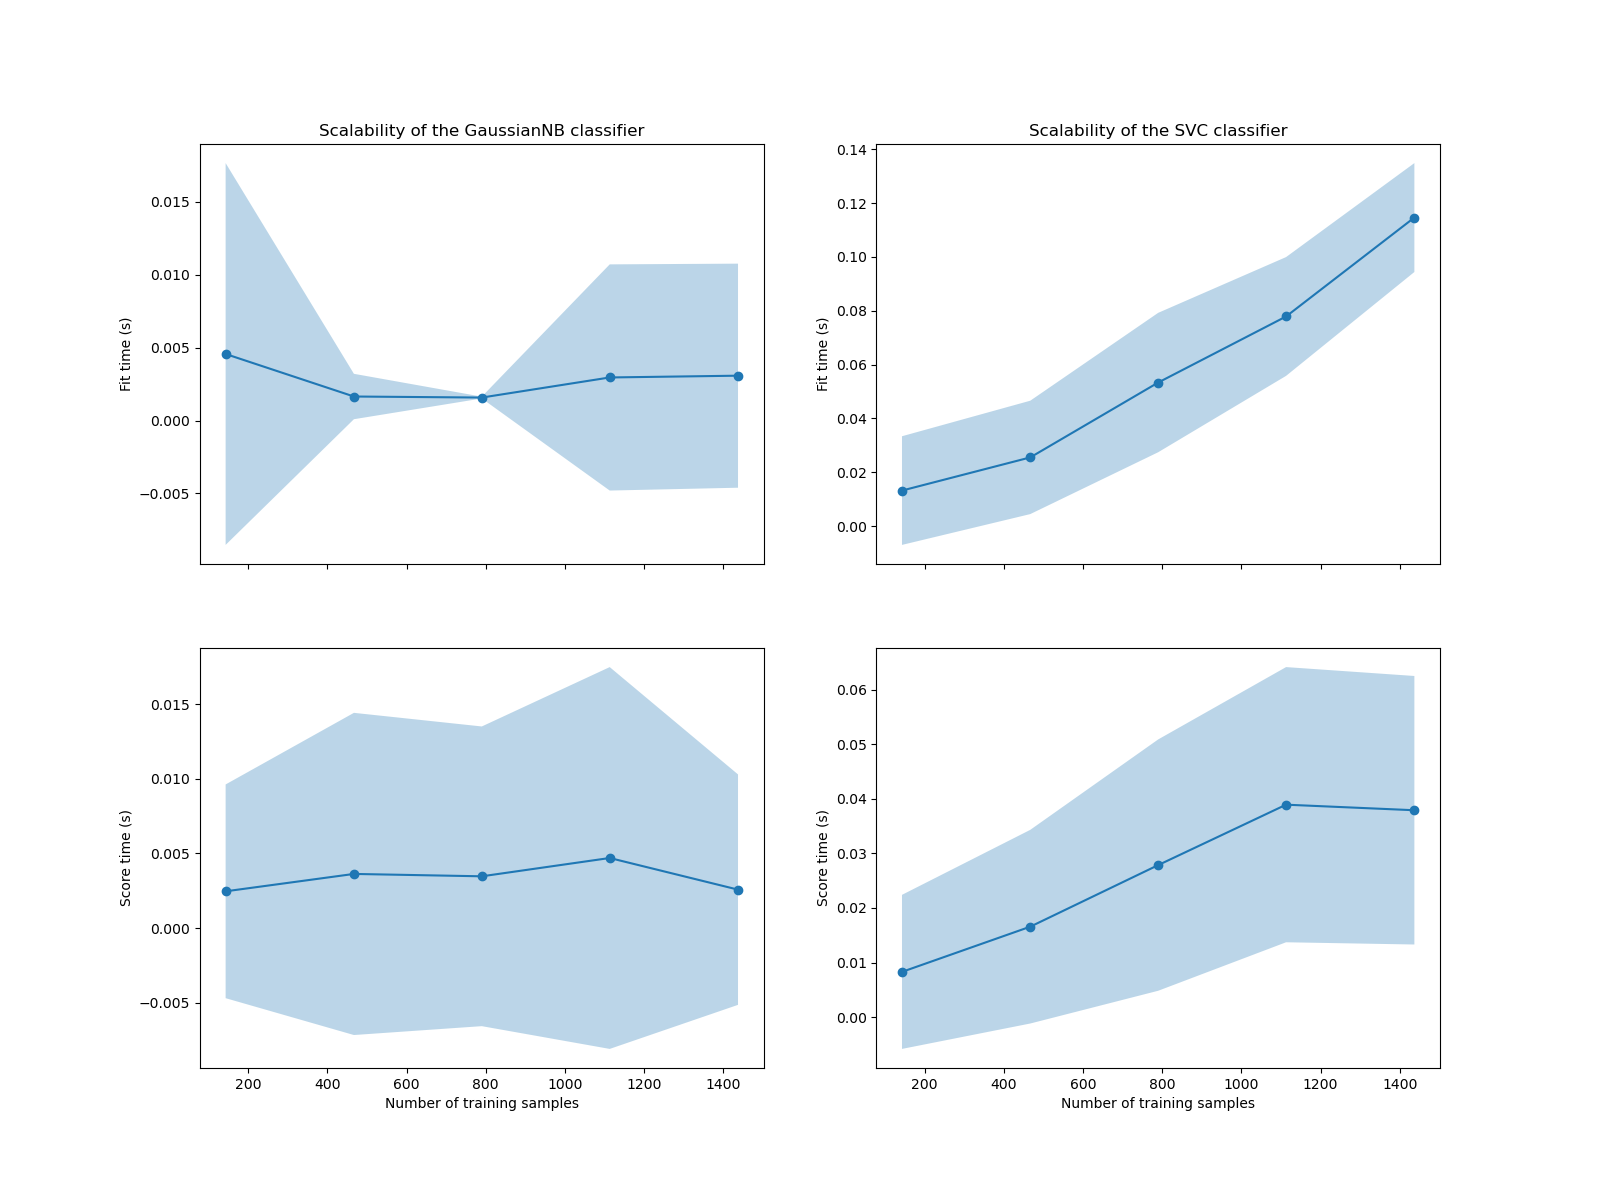 Scalability of the GaussianNB classifier
Fit time (s)
0.015
0.010
0.005
0.000
−0.005
Scalability of the SVC classifier
Fit time (s)
0.14
0.12
0.10
0.08
0.06
0.04
0.02
0.00
Score time (s)
0.015
0.010
0.005
0.000
−0.005
200 400 600 800 1000 1200 1400
Number of training samples
Score time (s)
0.06
0.05
0.04
0.03
0.02
0.01
0.00
200 400 600 800 1000 1200 1400
Number of training samples